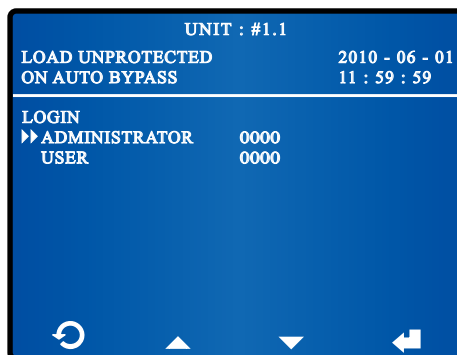 UNIT : #1.1
LOAD UNPROTECTED 2010 - 06 - 01
ON AUTO BYPASS 11 : 59 : 59
LOGIN
ADMINISTRATOR 0000
USER 0000